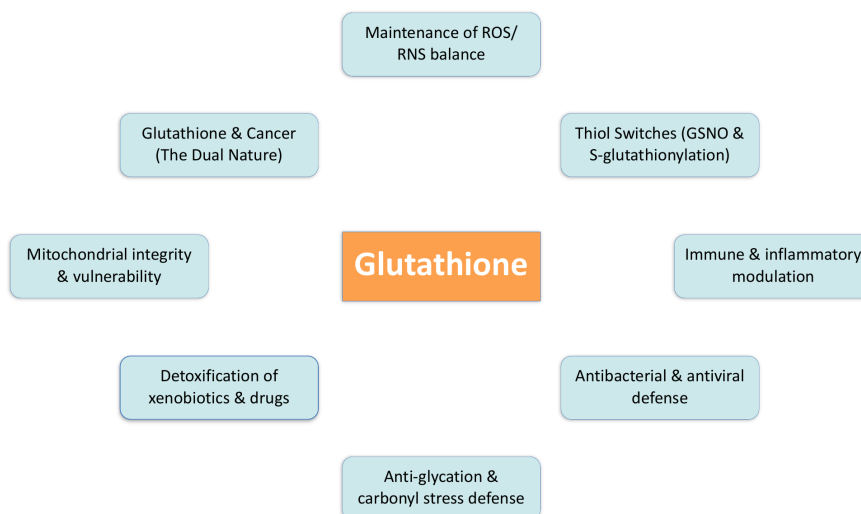 Maintenance of ROS/
RNS balance
Glutathione & Cancer
(The Dual Nature)
Thiol Switches (GSNO &
S-glutathionylation)
Mitochondrial integrity
& vulnerability
Glutathione
Immune & inflammatory
modulation
Detoxification of
xenobiotics & drugs
Antibacterial & antiviral
defense
Anti-glycation &
carbonyl stress defense